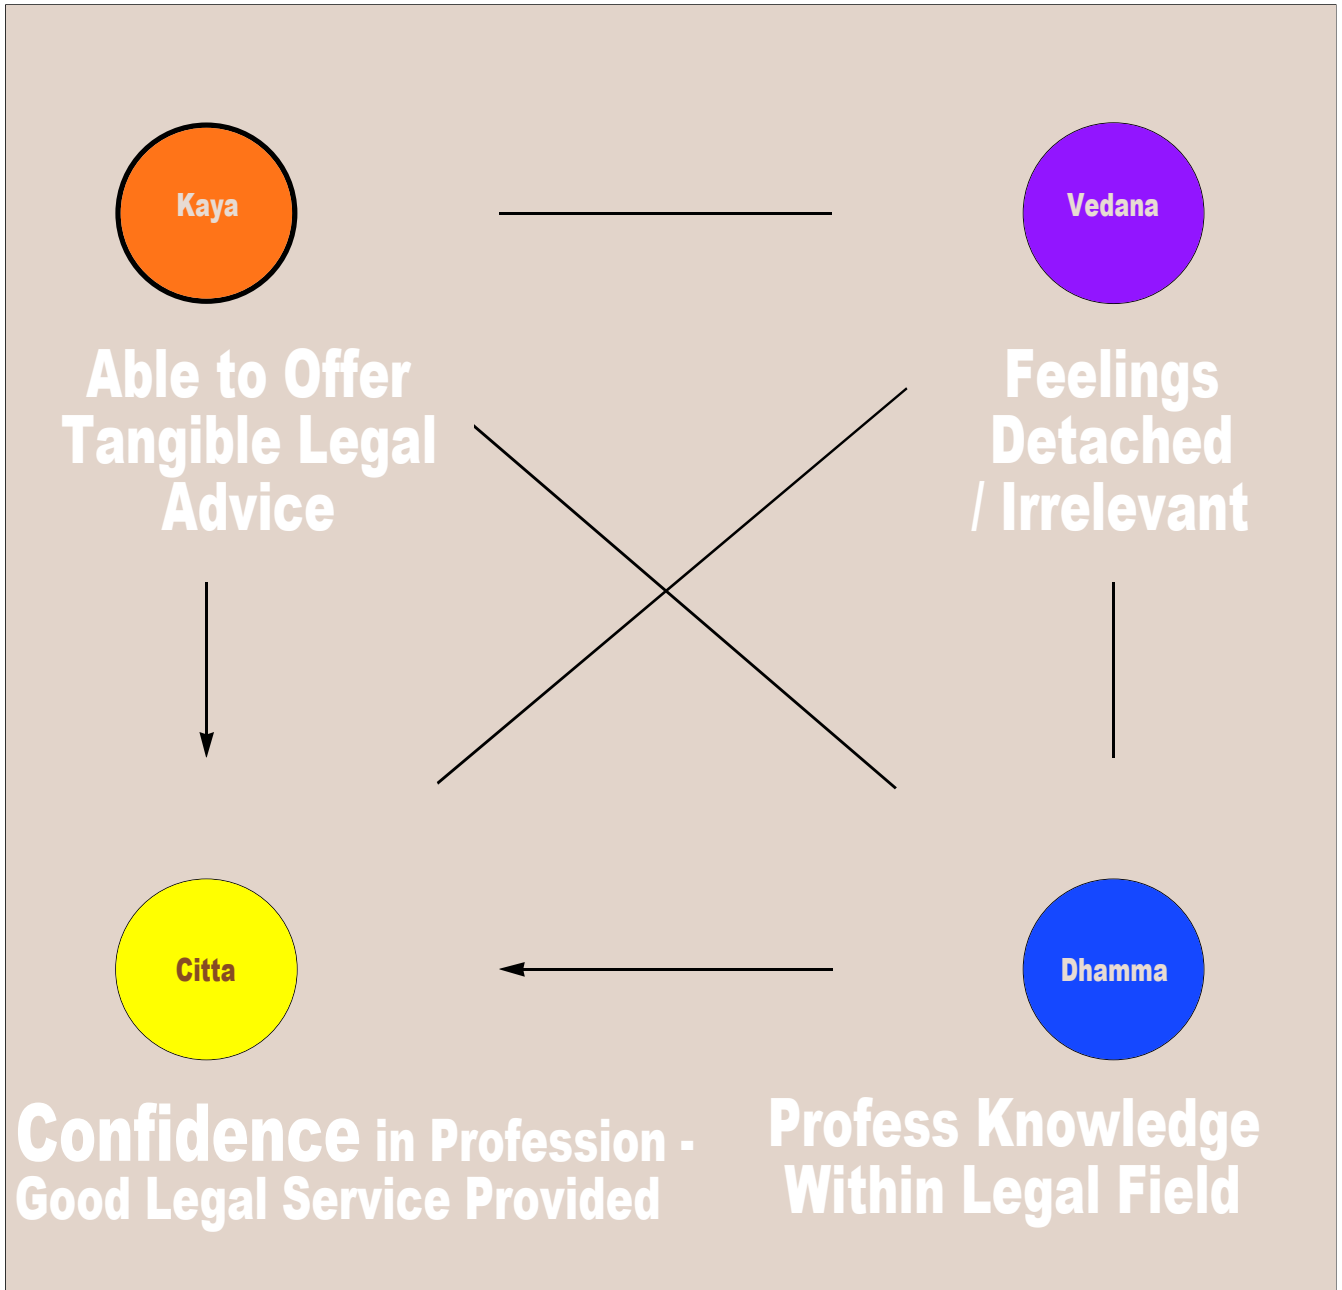 Kaya
Vedana
Able to Offer
Tangible Legal
Advice
Feelings
Detached
/ Irrelevant
Citta
Dhamma
Confidence in Profession -
Good Legal Service Provided
Profess Knowledge
Within Legal Field